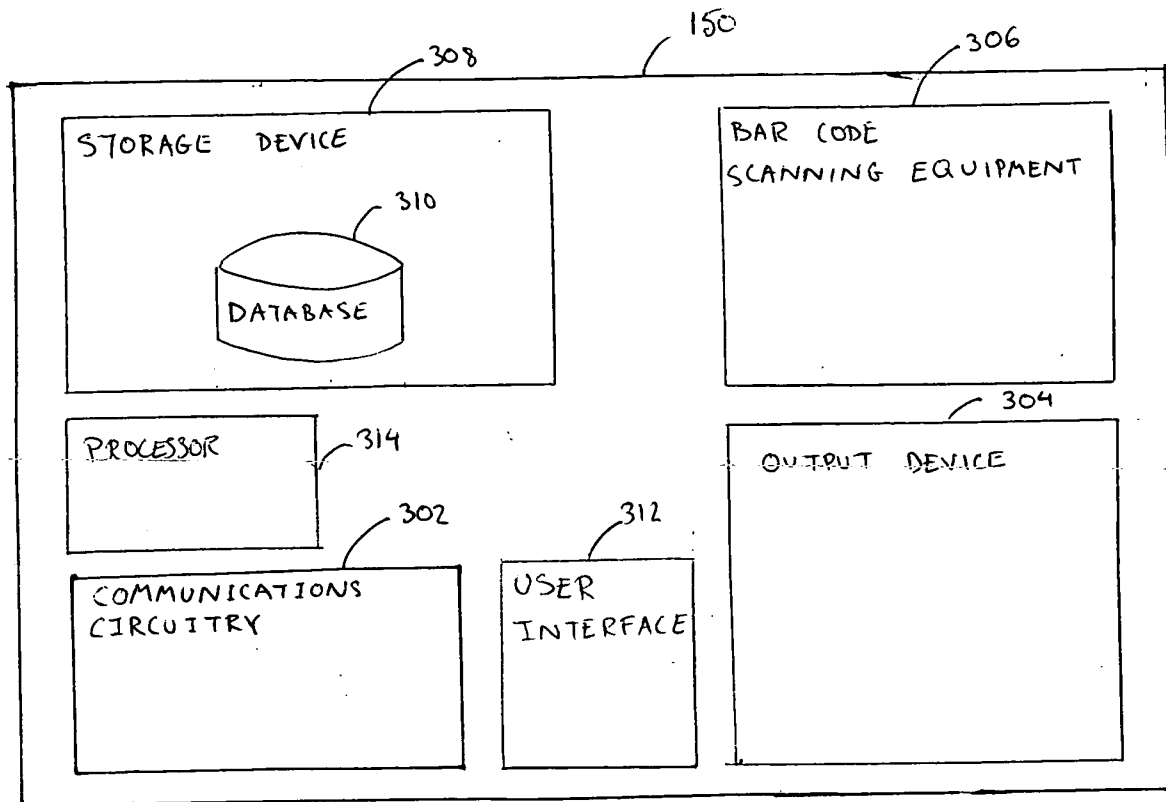 150
308
306
STORAGE DEVICE
BAR CODE
SCANNING EQUIPMENT
310
DATABASE
304
PROCESSOR
314
OUTPUT DEVICE
302
312
COMMUNICATIONS
CIRCUITRY
USER
INTERFACE